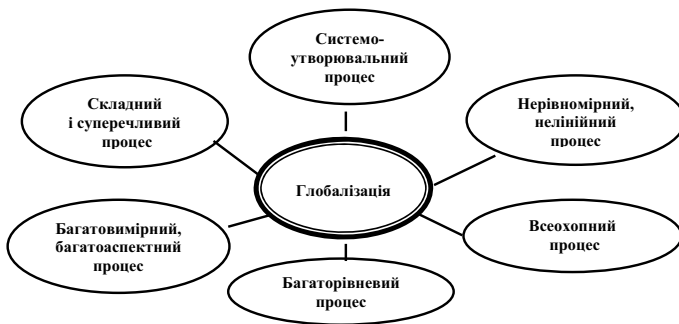 Системо-
утворювальний
процес
Складний
і суперечливий
процес
Нерівномірний,
нелінійний
процес
Глобалізація
Багатовимірний,
багатоаспектний
процес
Всеохопний
процес
Багаторівневий
процес